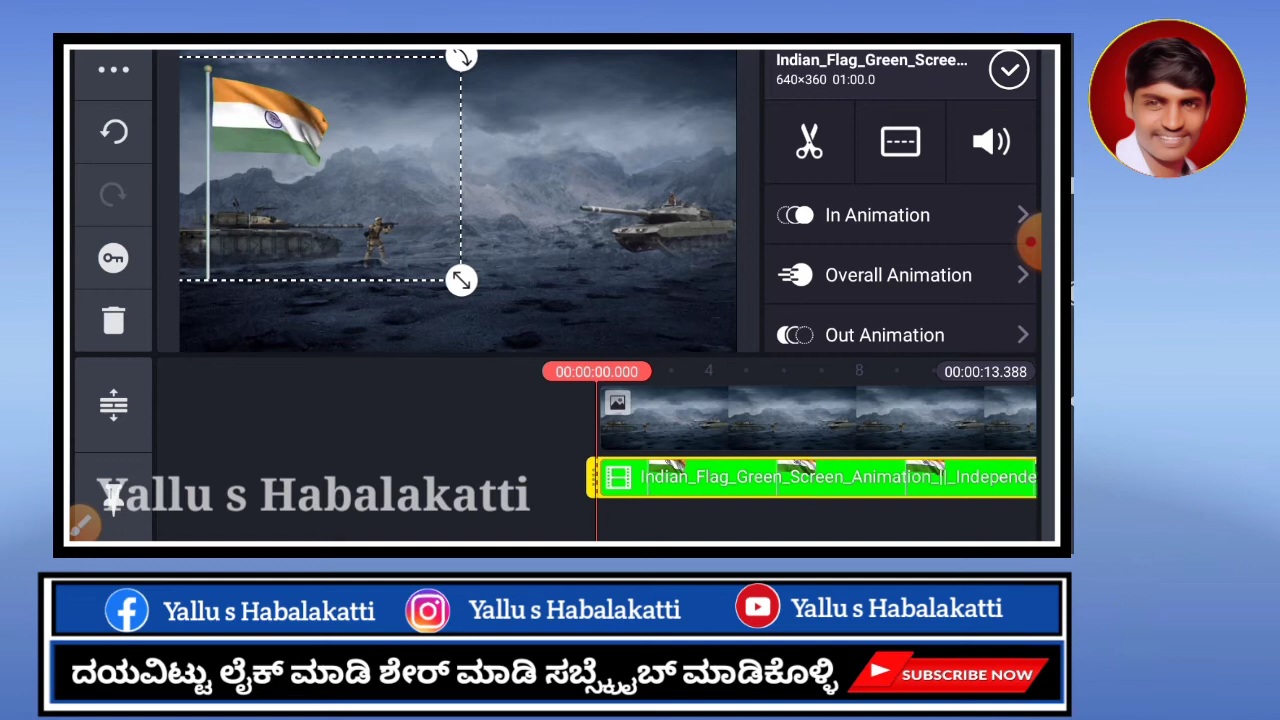 Indian_Flag_Green_Scree...
640×360 01:00.0
In Animation
Overall Animation
Out Animation
00:00:00.000
4
8
00:00:13.388
Indian_Flag_Green_Screen_Animation_||_Independe
Yallu s Habalakatti
Yallu s Habalakatti
Yallu s Habalakatti
Yallu s Habalakatti
ದಯವಿಟ್ಟು ಲೈಕ್ ಮಾಡಿ ಶೇರ್ ಮಾಡಿ ಸಬ್ಸ್ಕ್ರೈಬ್ ಮಾಡಿಕೊಳ್ಳಿ
SUBSCRIBE NOW